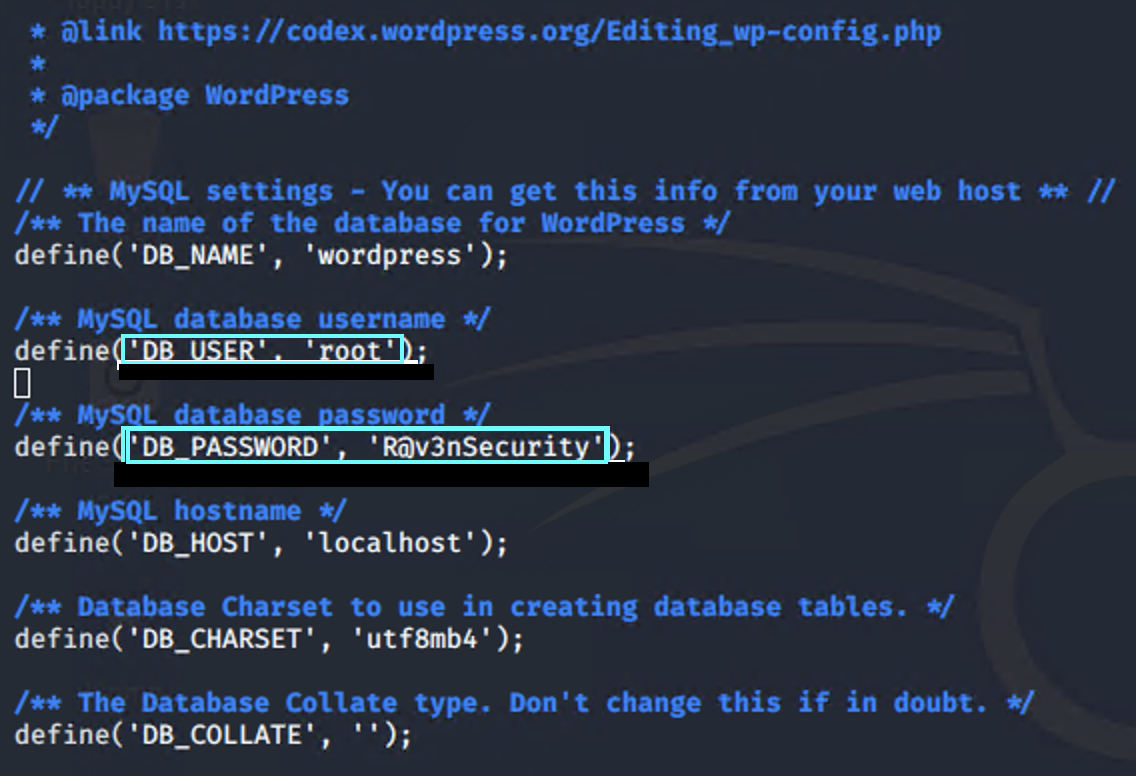 * @link https://codex.wordpress.org/Editing_wp-config.php
*
* @package WordPress
*/
// ** MySQL settings - You can get this info from your web host ** //
/** The name of the database for WordPress */
define('DB_NAME', 'wordpress');
/** MySQL database username */
define('DB_USER', 'root');
/** MySQL database password */
define('DB_PASSWORD', 'R@v3nSecurity');
/** MySQL hostname */
define('DB_HOST', 'localhost');
/** Database Charset to use in creating database tables. */
define('DB_CHARSET', 'utf8mb4');
/** The Database Collate type. Don't change this if in doubt. */
define('DB_COLLATE', '');